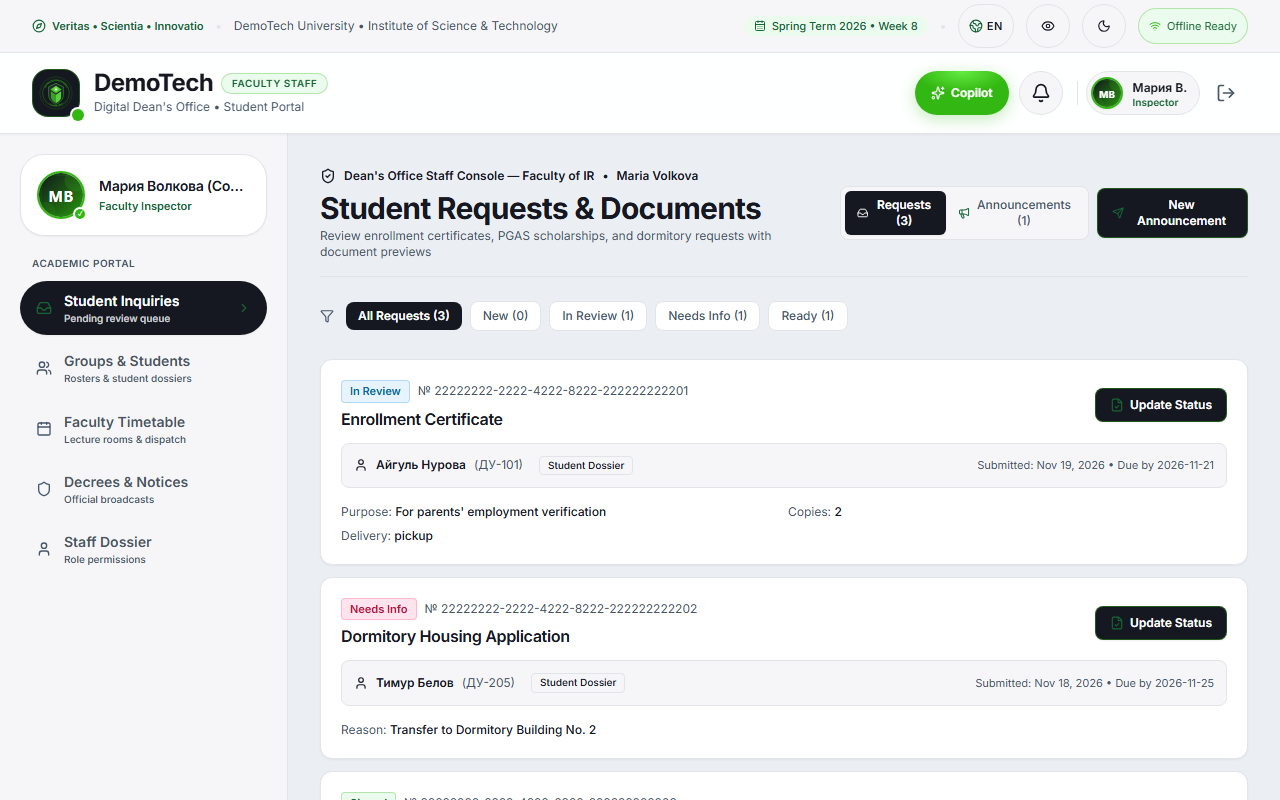 Veritas • Scientia • Innovatio • DemoTech University • Institute of Science & Technology
Spring Term 2026 • Week 8
EN
Offline Ready
DemoTech FACULTY STAFF
Digital Dean's Office • Student Portal
Copilot
MB
Мария В.
Inspector
MB
Мария Волкова (Co...
Faculty Inspector
ACADEMIC PORTAL
Student Inquiries
Pending review queue
Groups & Students
Rosters & student dossiers
Faculty Timetable
Lecture rooms & dispatch
Decrees & Notices
Official broadcasts
Staff Dossier
Role permissions
Dean's Office Staff Console — Faculty of IR • Maria Volkova
Student Requests & Documents
Review enrollment certificates, PGAS scholarships, and dormitory requests with
document previews
Requests
(3)
Announcements
(1)
New
Announcement
All Requests (3)
New (0)
In Review (1)
Needs Info (1)
Ready (1)
In Review № 22222222-2222-4222-8222-222222222201
Enrollment Certificate
Update Status
Айгуль Нурова (ДУ-101) Student Dossier
Submitted: Nov 19, 2026 • Due by 2026-11-21
Purpose: For parents' employment verification
Copies: 2
Delivery: pickup
Needs Info № 22222222-2222-4222-8222-222222222202
Dormitory Housing Application
Update Status
Тимур Белов (ДУ-205) Student Dossier
Submitted: Nov 18, 2026 • Due by 2026-11-25
Reason: Transfer to Dormitory Building No. 2